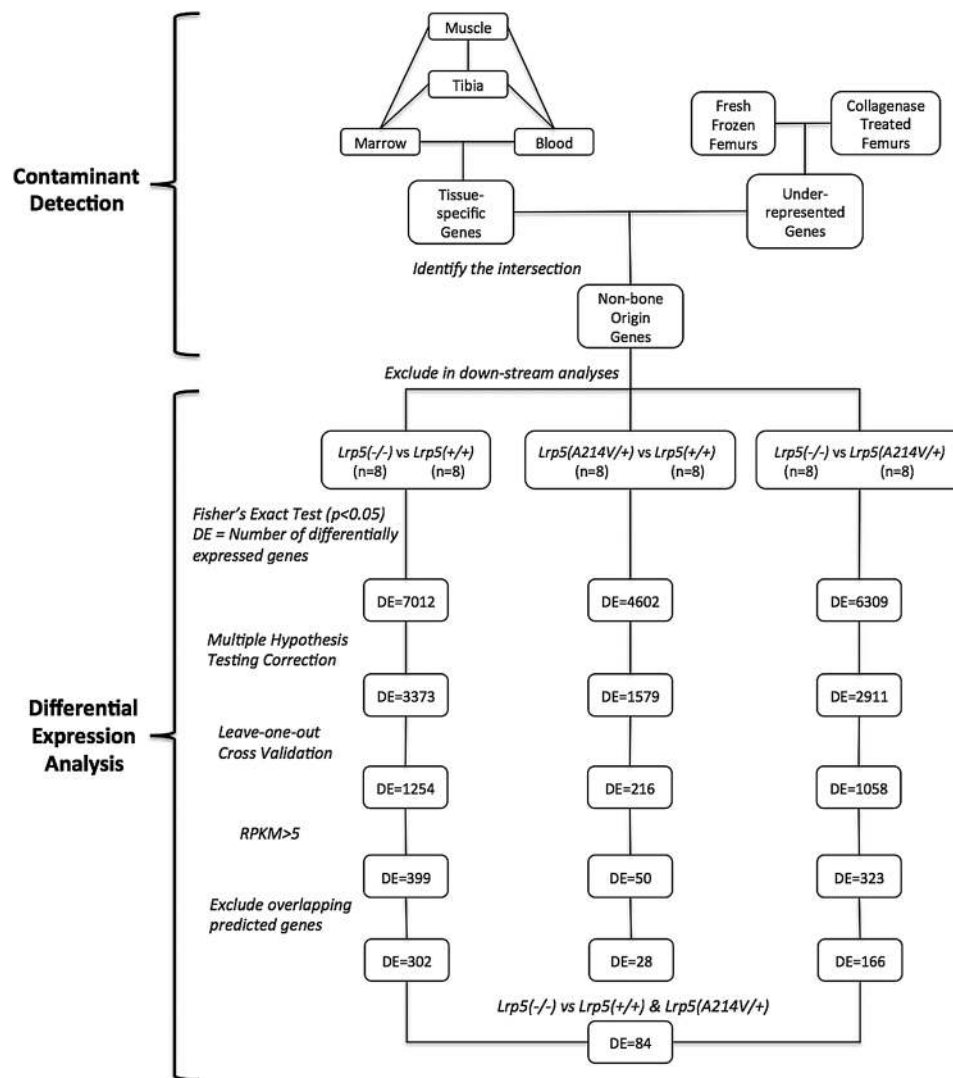 Muscle
Tibia
Marrow
Blood
Fresh
Frozen
Femurs
Collagenase
Treated
Femurs
Contaminant
Detection
Tissue-
specific
Genes
Under-
represented
Genes
Identify the intersection
Non-bone
Origin
Genes
Exclude in down-stream analyses
Lrp5(-/-) vs Lrp5(+/+)
(n=8) (n=8)
Lrp5(A214V/+) vs Lrp5(+/+)
(n=8) (n=8)
Lrp5(-/-) vs Lrp5(A214V/+)
(n=8) (n=8)
Fisher's Exact Test (p<0.05)
DE = Number of differentially
expressed genes
DE=7012
DE=4602
DE=6309
Multiple Hypothesis
Testing Correction
DE=3373
DE=1579
DE=2911
Differential
Expression
Analysis
Leave-one-out
Cross Validation
DE=1254
DE=216
DE=1058
RPKM>5
DE=399
DE=50
DE=323
Exclude overlapping
predicted genes
DE=302
DE=28
DE=166
Lrp5(-/-) vs Lrp5(+/+) & Lrp5(A214V/+)
DE=84